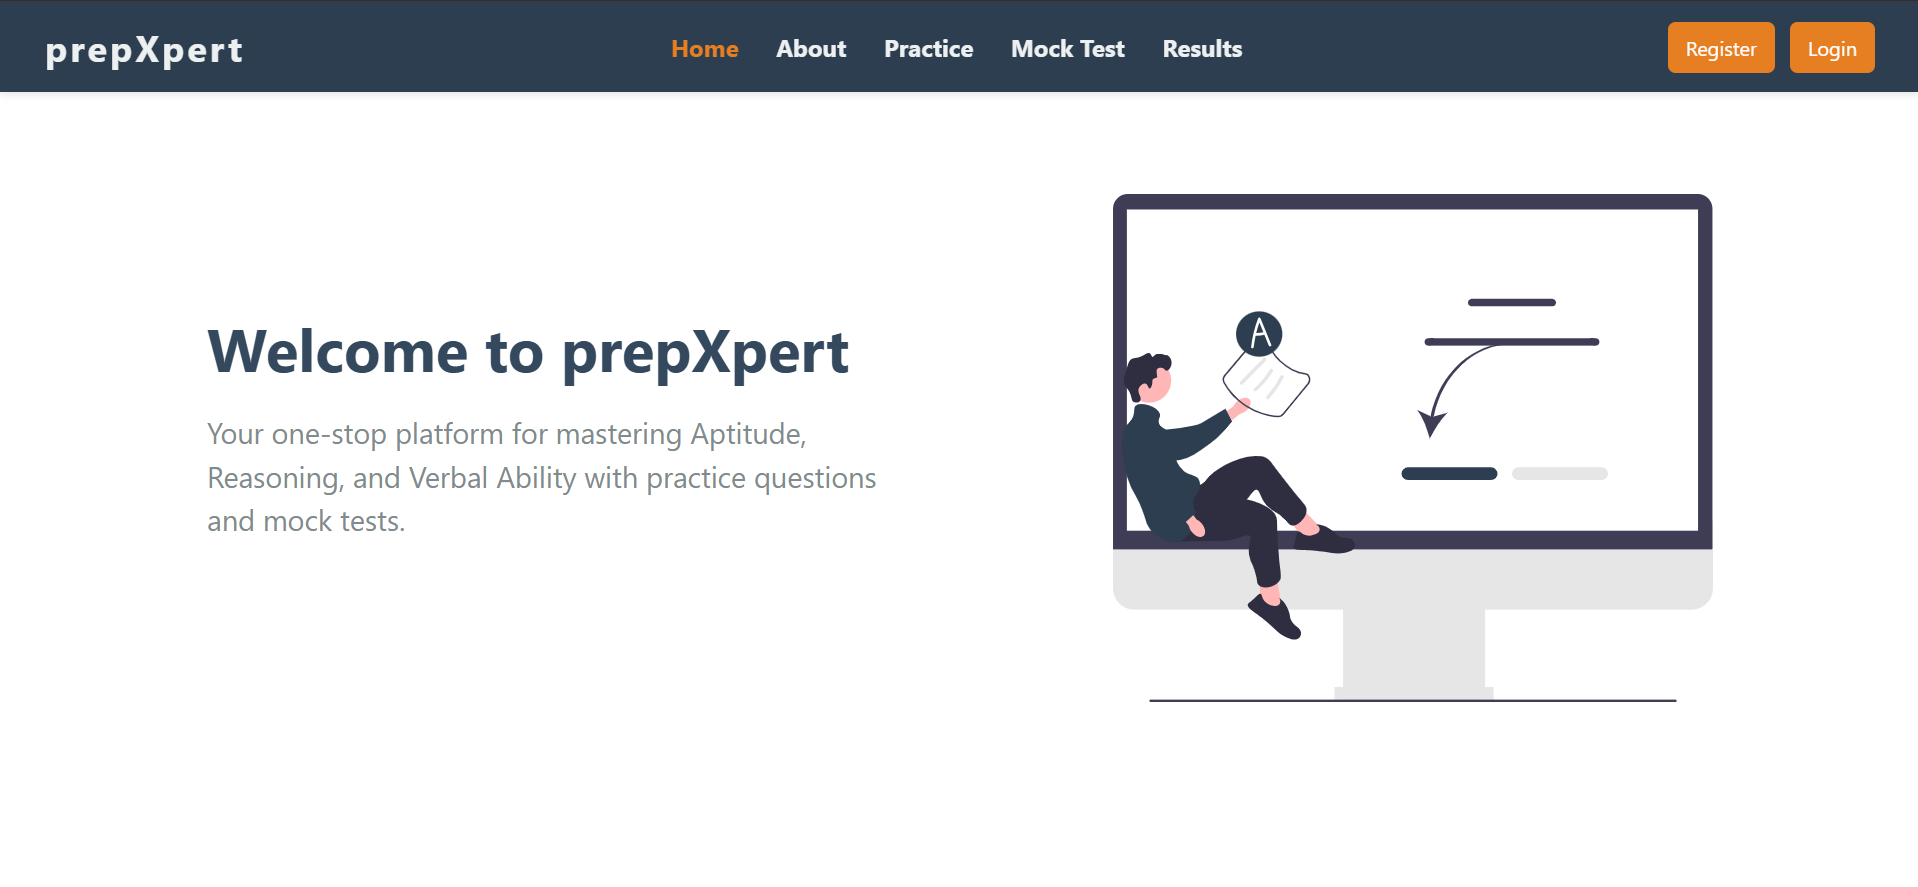 prepXpert
Home About Practice Mock Test Results
Register Login
Welcome to prepXpert
Your one-stop platform for mastering Aptitude,
Reasoning, and Verbal Ability with practice questions
and mock tests.
A